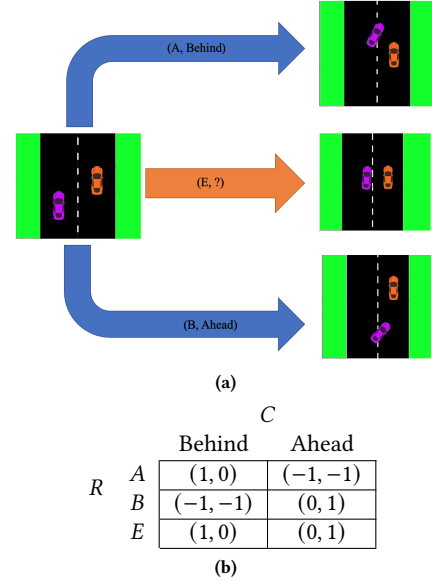 (A, Behind)
(E, ?)
(B, Ahead)
(a)
C
Behind Ahead
R A (1, 0) (−1, −1)
B (−1, −1) (0, 1)
E (1, 0) (0, 1)
(b)